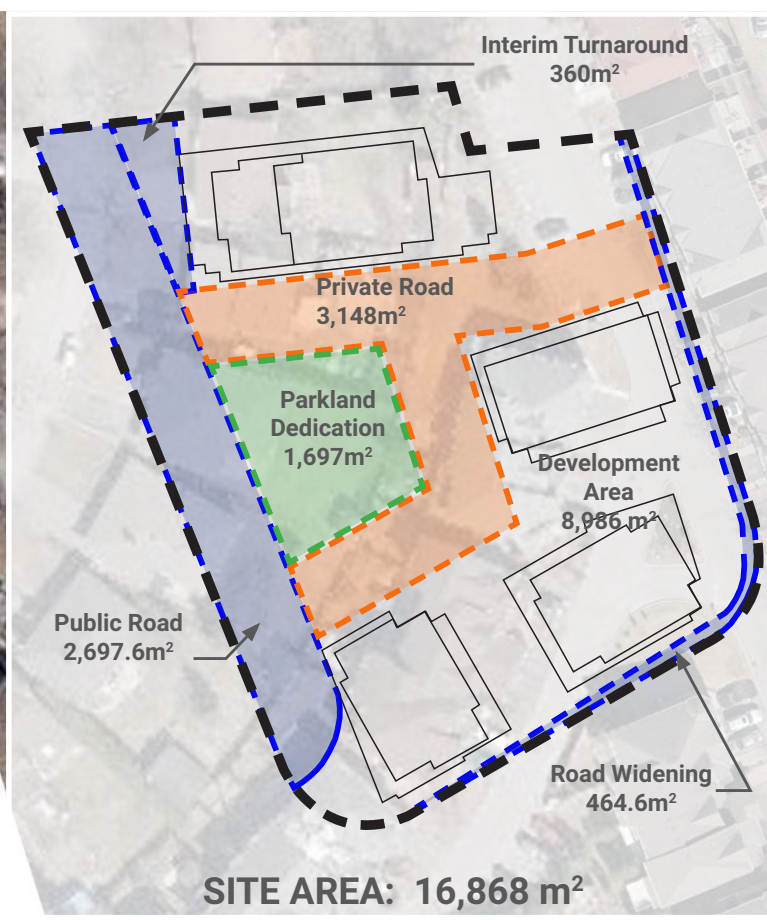 Interim Turnaround
360m²
Private Road
3,148m²
Parkland
Dedication
1,697m²
Development
Area
8,986 m²
Public Road
2,697.6m²
Road Widening
464.6m²
SITE AREA: 16,868 m²